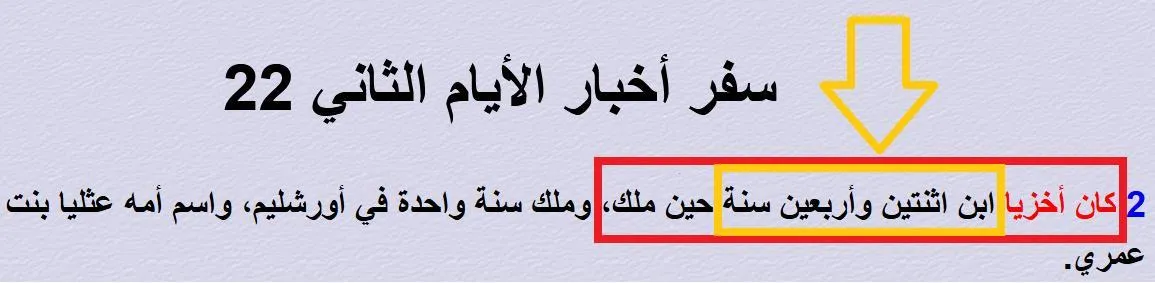 سفر أخبار الأيام الثاني 22
2 كان أخزيا ابن اثنتين وأربعين سنة حين ملك، وملك سنة واحدة في أورشليم، واسم أمه عثليا بنت
عمري.